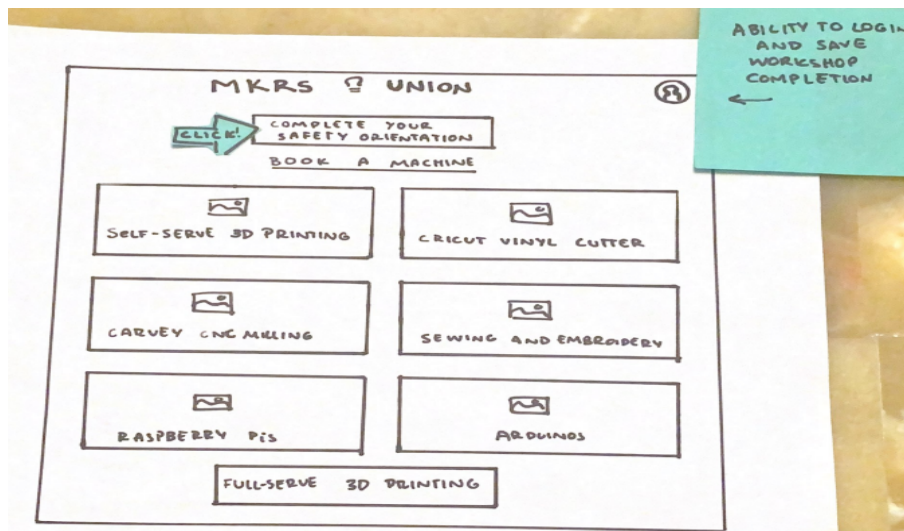 MKRS UNION
ABILITY TO LOGIN
AND SAVE
WORKSHOP
COMPLETION
CLICK!
COMPLETE YOUR
SAFETY ORIENTATION
BOOK A MACHINE
SELF-SERVE 3D PRINTING
CRICUT VINYL CUTTER
CARVEY CNC MILLING
SEWING AND EMBROIDERY
RASPBERRY PIS
ARDUINOS
FULL-SERVE 3D PRINTING